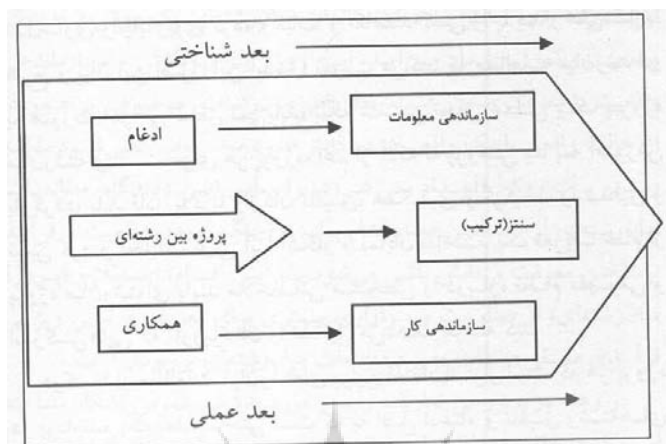 بعد شناختی
ادغام
سازماندهی معلومات
پروژه بین رشته‌ای
سنتز(ترکیب)
همکاری
سازماندهی کار
بعد عملی